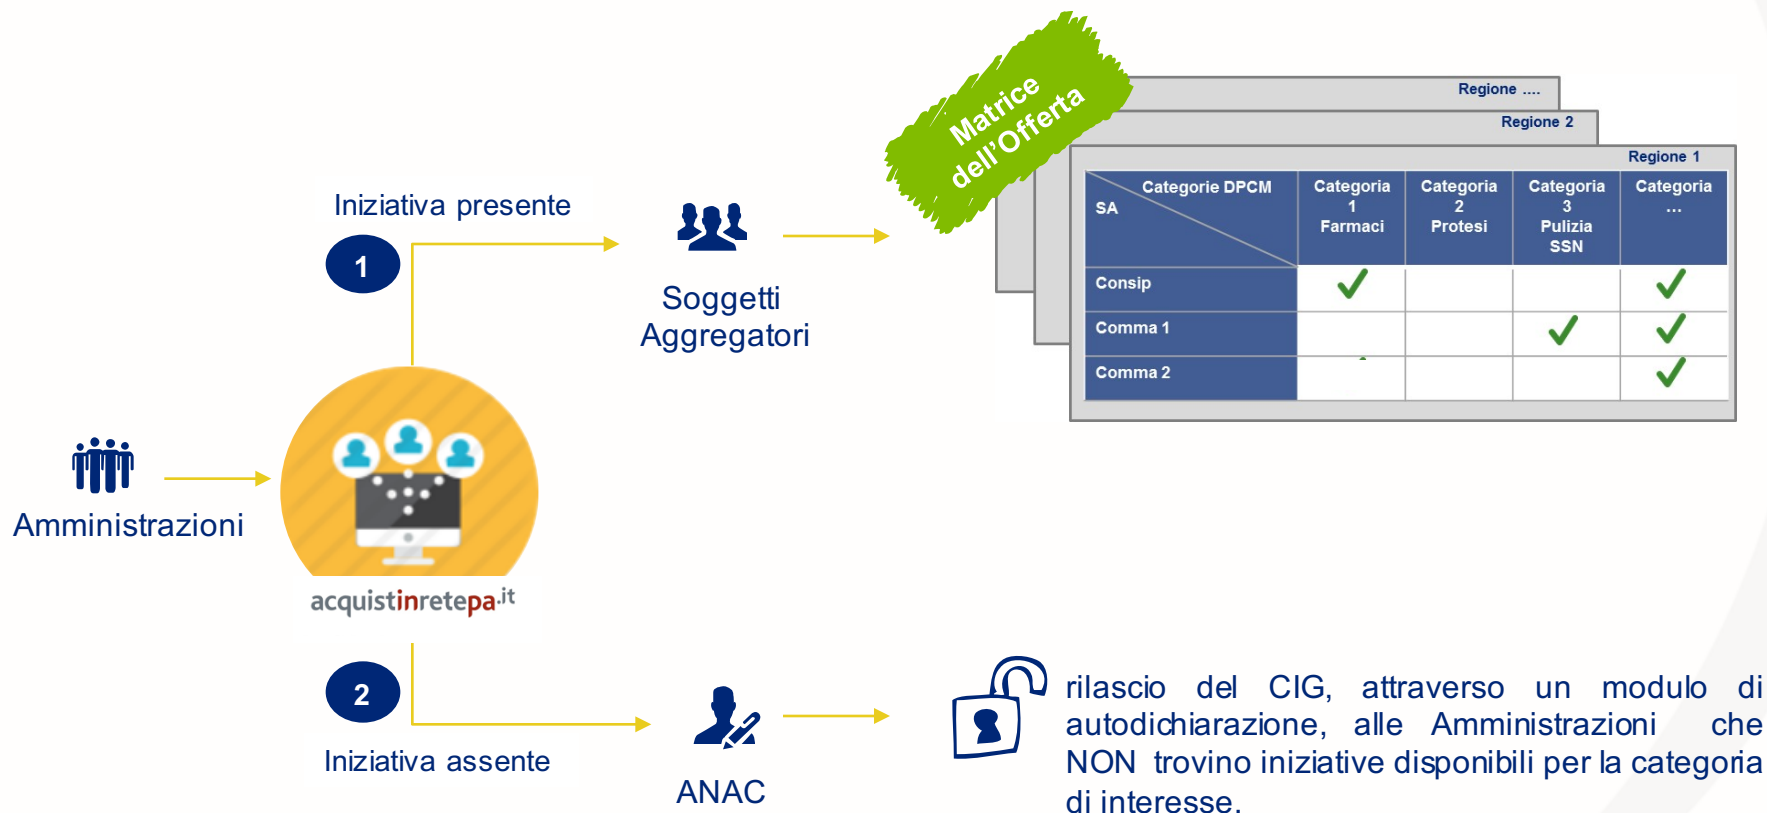 Matrice
dell'Offerta
Regione ....
Regione 2
Regione 1
Categorie DPCM
SA
Categoria
1
Farmaci
Categoria
2
Protesi
Categoria
3
Pulizia
SSN
Categoria
...
Consip
Comma 1
Comma 2
Iniziativa presente
1
Soggetti
Aggregatori
Amministrazioni
acquistinretepa.it
2
Iniziativa assente
ANAC
rilascio del CIG, attraverso un modulo di
autodichiarazione, alle Amministrazioni che
NON trovino iniziative disponibili per la categoria
di interesse.